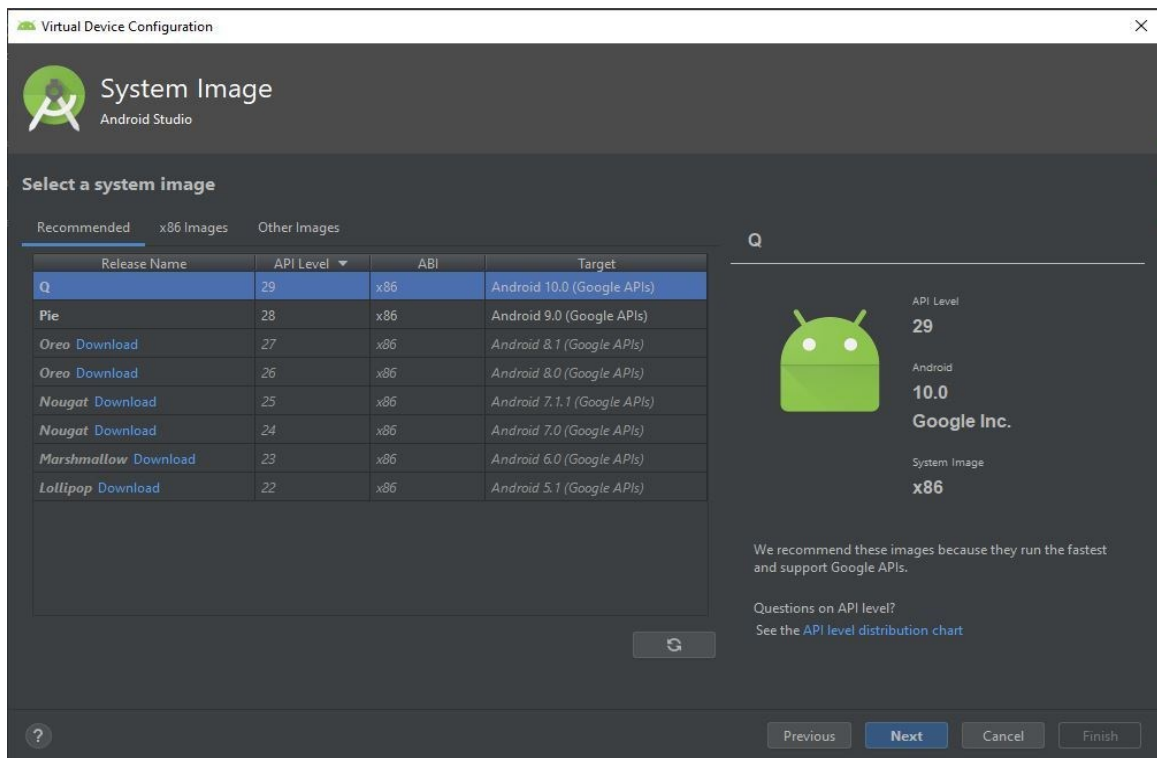 Virtual Device Configuration
System Image
Android Studio
Select a system image
Recommended x86 Images Other Images
Release Name API Level ABI Target
Q 29 x86 Android 10.0 (Google APIs)
Pie 28 x86 Android 9.0 (Google APIs)
Oreo Download 27 x86 Android 8.1 (Google APIs)
Oreo Download 26 x86 Android 8.0 (Google APIs)
Nougat Download 25 x86 Android 7.1.1 (Google APIs)
Nougat Download 24 x86 Android 7.0 (Google APIs)
Marshmallow Download 23 x86 Android 6.0 (Google APIs)
Lollipop Download 22 x86 Android 5.1 (Google APIs)
Q
API Level
29
Android
10.0
Google Inc.
System Image
x86
We recommend these images because they run the fastest
and support Google APIs.
Questions on API level?
See the API level distribution chart
? Previous Next Cancel Finish